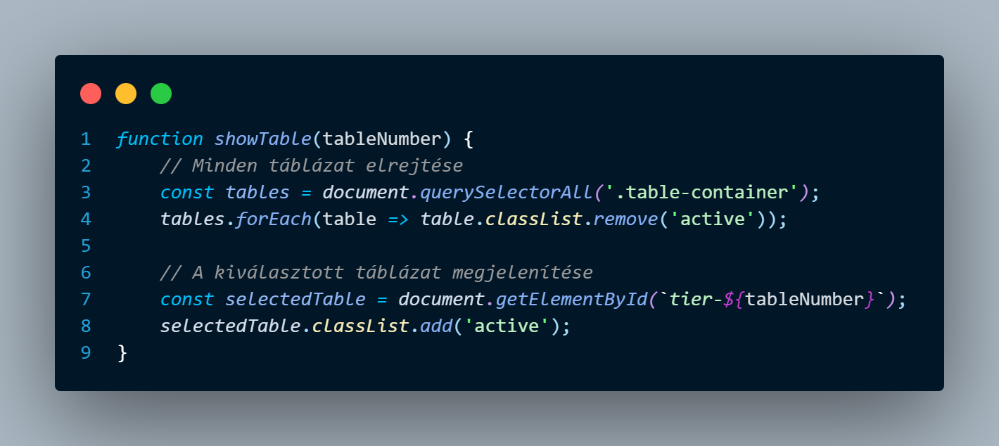 1 function showTable(tableNumber) {
2     // Minden táblázat elrejtése
3     const tables = document.querySelectorAll('.table-container');
4     tables.forEach(table => table.classList.remove('active'));
5
6     // A kiválasztott táblázat megjelenítése
7     const selectedTable = document.getElementById(`tier-${tableNumber}`);
8     selectedTable.classList.add('active');
9 }